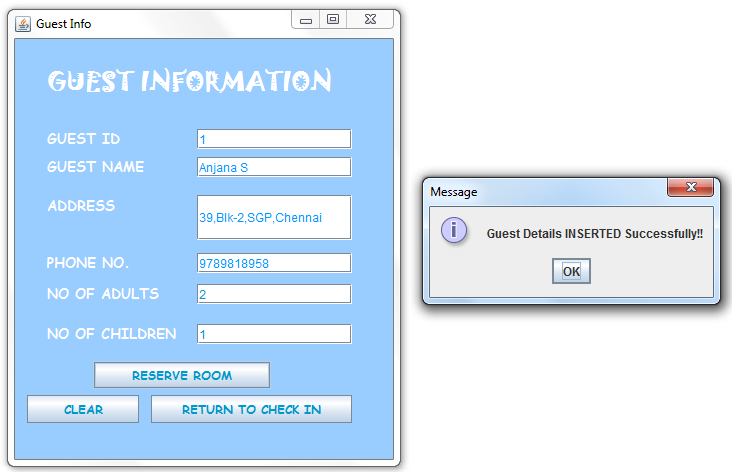 Guest Info
GUEST INFORMATION
GUEST ID 1
GUEST NAME Anjana S
ADDRESS 39,Blk-2,SGP,Chennai
PHONE NO. 9789818958
NO OF ADULTS 2
NO OF CHILDREN 1
RESERVE ROOM
CLEAR RETURN TO CHECK IN
Message
Guest Details INSERTED Successfully!!
OK